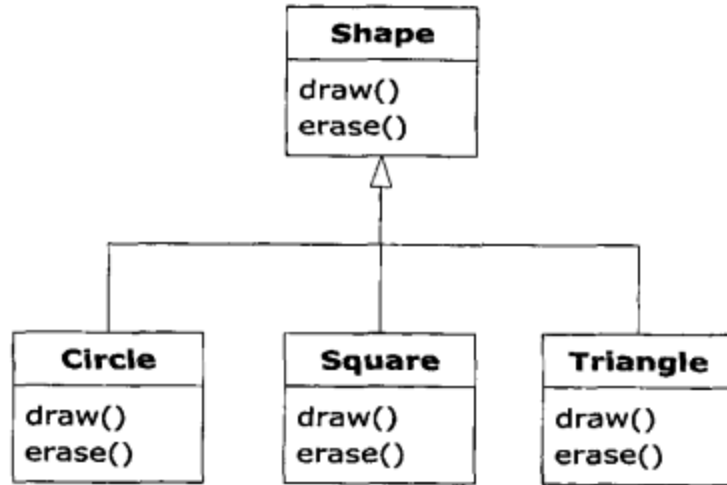 Shape
draw()
erase()
Circle
draw()
erase()
Square
draw()
erase()
Triangle
draw()
erase()